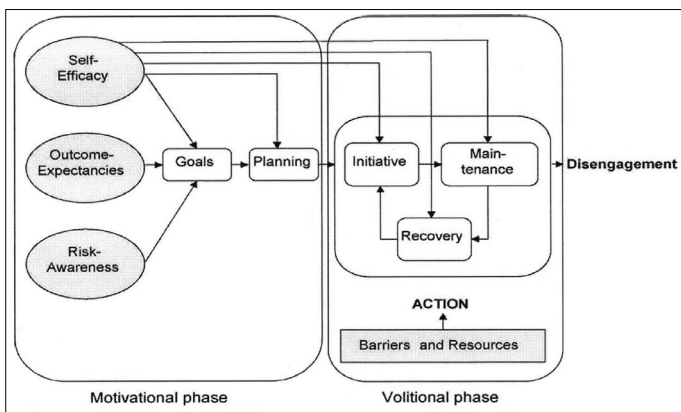 Self-
Efficacy
Outcome-
Expectancies
Risk-
Awareness
Goals
Planning
Initiative
Main-
tenance
Recovery
Disengagement
ACTION
Barriers and Resources
Motivational phase
Volitional phase